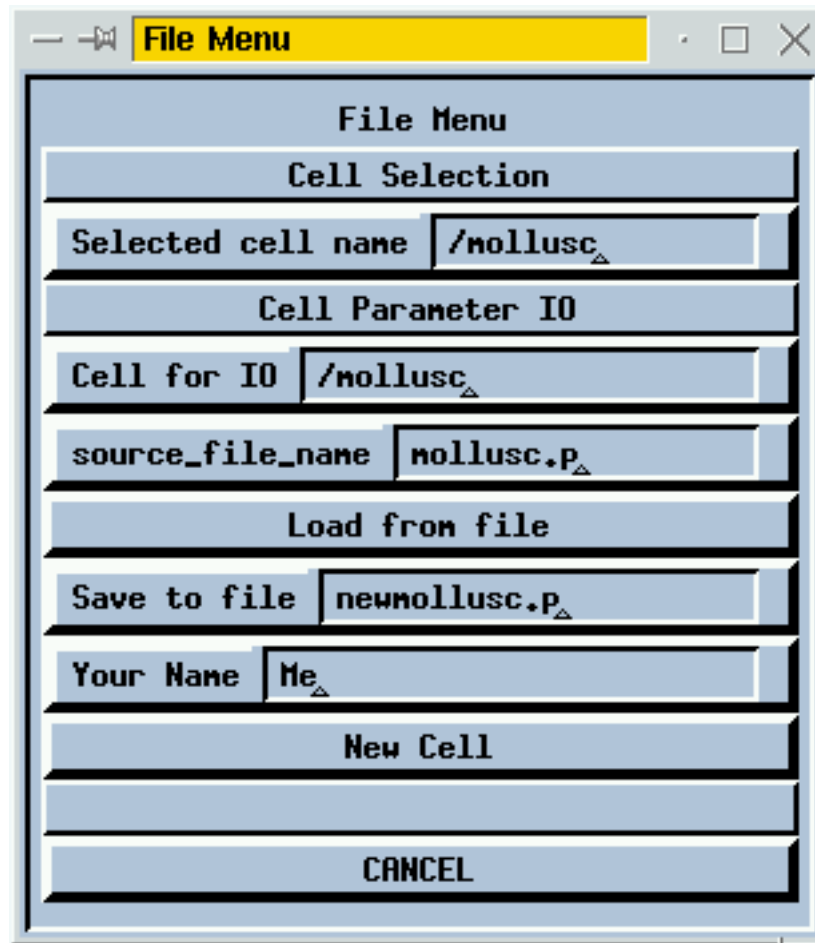 File Menu
File Menu
Cell Selection
Selected cell name /mollusc
Cell Parameter IO
Cell for IO /mollusc
source_file_name mollusc.p
Load from file
Save to file newmollusc.p
Your Name Me
New Cell
CANCEL